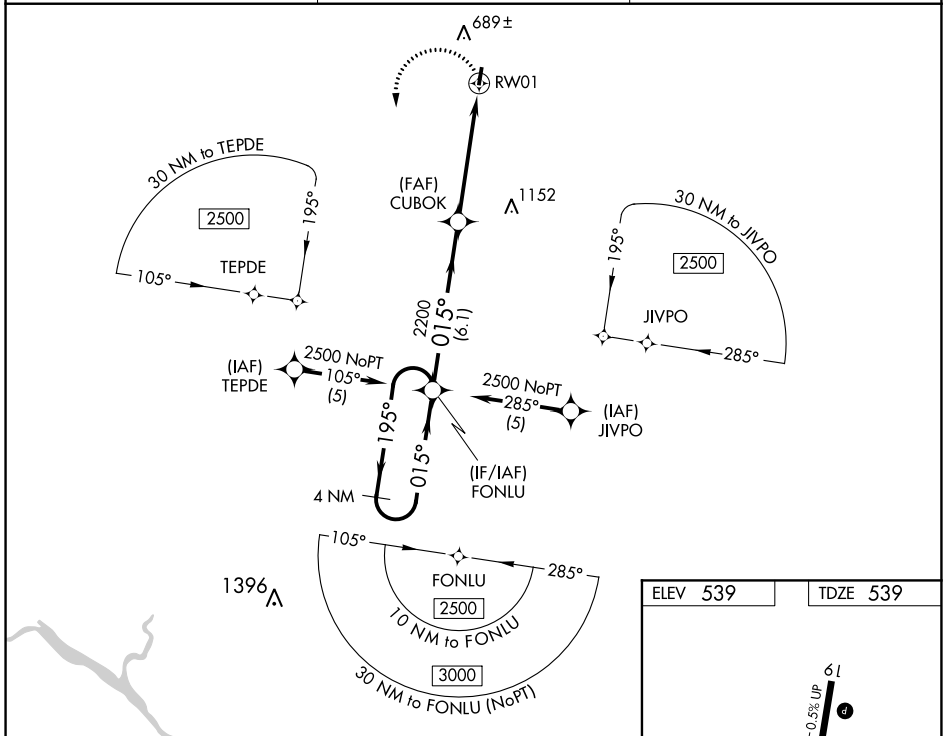 689±
RW01
30 NM to TEPDE
2500
195°
105°
TEPDE
(FAF)
CUBOK
1152
30 NM to JIVPO
195°
2500
JIVPO
285°
2200
015°
(6.1)
(IAF)
TEPDE
2500 NoPT
105°
(5)
2500 NoPT
285°
(5)
(IAF)
JIVPO
195°
015°
4 NM
(IF/IAF)
FONLU
105°
285°
FONLU
2500
10 NM to FONLU
3000
30 NM to FONLU (NoPT)
1396
ELEV 539
TDZE 539
19
0.5% UP
P